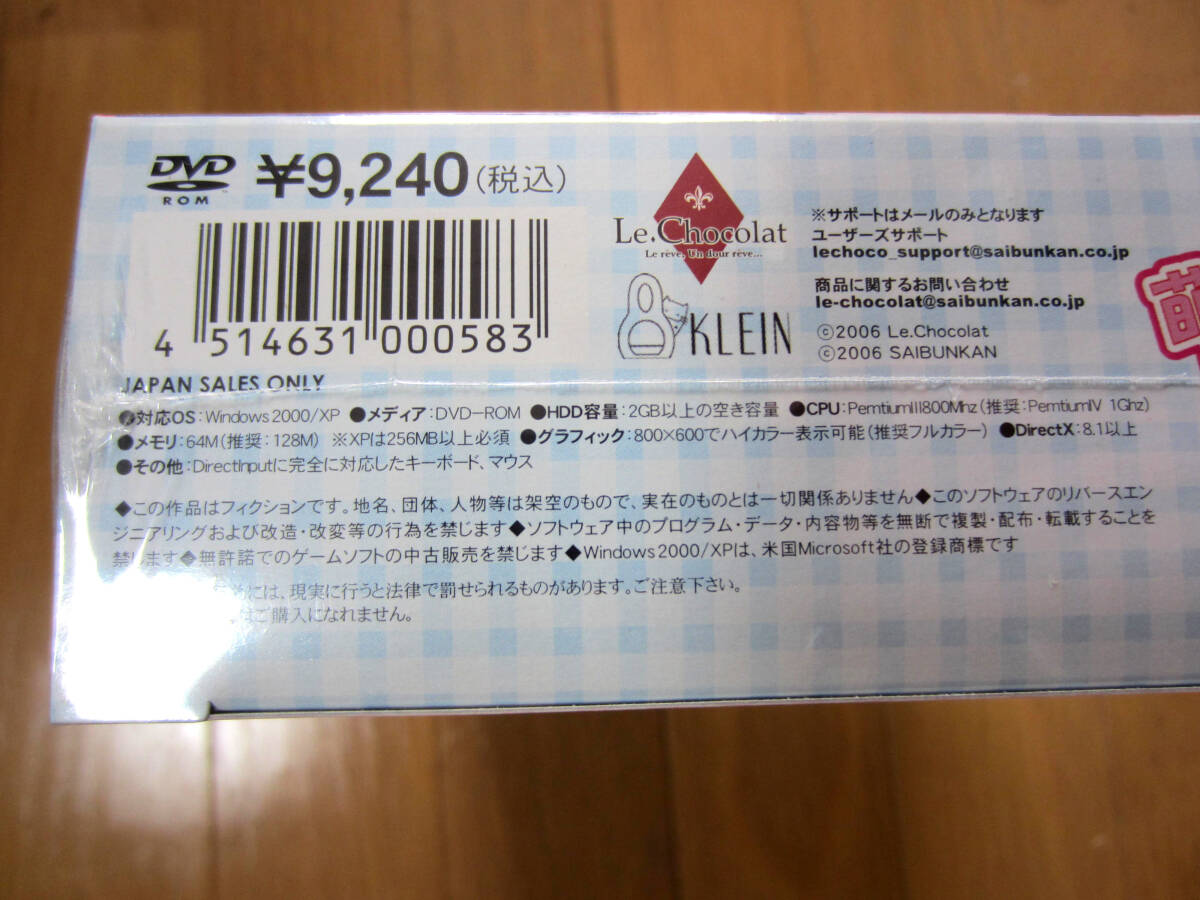 DVD ROM ™ ¥9,240(税込)
4 514631 000583
JAPAN SALES ONLY
Le.Chocolat
Le rêve, Un dour rêve...
KLEIN
※サポートはメールのみとなります
ユーザーズサポート
lechoco_support@saibunkan.co.jp
商品に関するお問い合わせ
le-chocolat@saibunkan.co.jp
©2006 Le.Chocolat
©2006 SAIBUNKAN
●対応OS:Windows 2000/XP ●メディア:DVD-ROM ●HDD容量:2GB以上の空き容量 ●CPU:PemtiumIII800Mhz(推奨:PemtiumIV 1Ghz)
●メモリ:64M(推奨:128M) ※XPは256MB以上必須 ●グラフィック:800×600でハイカラー表示可能(推奨フルカラー) ●DirectX:8.1以上
●その他:DirectInputに完全に対応したキーボード、マウス
◆この作品はフィクションです。地名、団体、人物等は架空のもので、実在のものとは一切関係ありません◆このソフトウェアのリバースエン
ジニアリングおよび改造・改変等の行為を禁じます◆ソフトウェア中のプログラム・データ・内容物等を無断で複製・配布・転載することを
禁じます◆無許諾でのゲームソフトの中古販売を禁じます◆Windows 2000/XPは、米国Microsoft社の登録商標です
には、現実に行うと法律で罰せられるものがあります。ご注意下さい。
はご購入になれません。